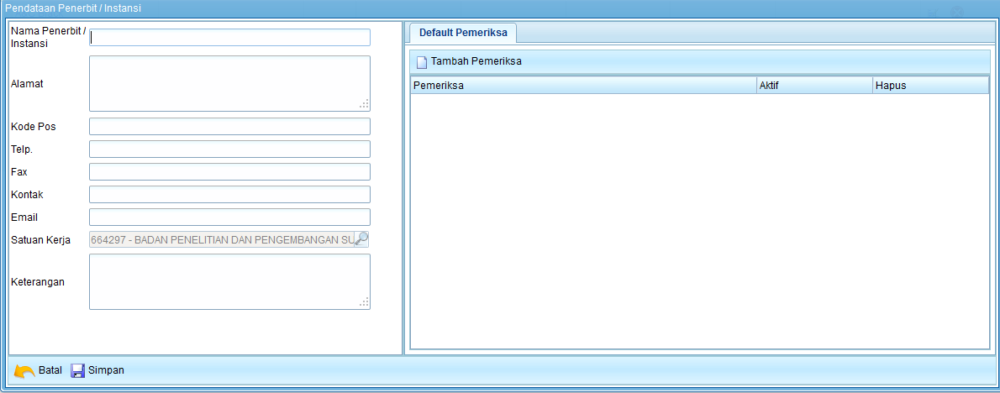 Pendataan Penerbit / Instansi
Nama Penerbit /
Instansi
Alamat
Kode Pos
Telp.
Fax
Kontak
Email
Satuan Kerja
664297 - BADAN PENELITIAN DAN PENGEMBANGAN SU
Keterangan
Default Pemeriksa
Tambah Pemeriksa
Pemeriksa
Aktif
Hapus
Batal
Simpan